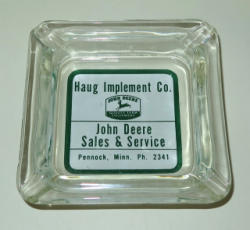 Haug Implement Co.
JOHN DEERE
John Deere
Sales & Service
Pennock, Minn. Ph. 2341